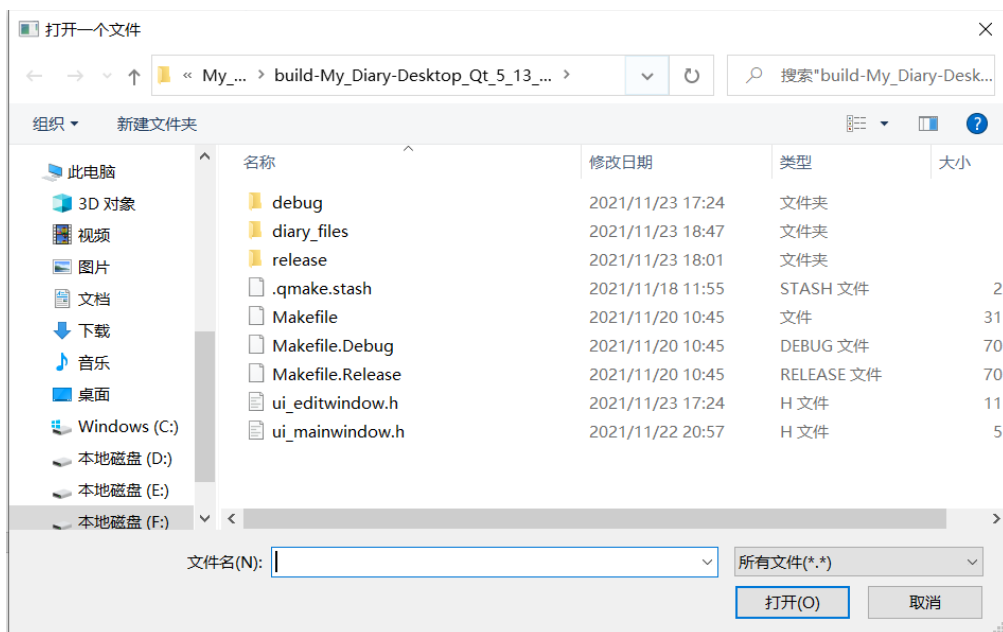 打开一个文件
« My_... > build-My_Diary-Desktop_Qt_5_13_... >
搜索"build-My_Diary-Desk...
组织 新建文件夹
此电脑
3D 对象
视频
图片
文档
下载
音乐
桌面
Windows (C:)
本地磁盘 (D:)
本地磁盘 (E:)
本地磁盘 (F:)
名称 修改日期 类型 大小
debug 2021/11/23 17:24 文件夹
diary_files 2021/11/23 18:47 文件夹
release 2021/11/23 18:01 文件夹
.qmake.stash 2021/11/18 11:55 STASH 文件 2
Makefile 2021/11/20 10:45 文件 31
Makefile.Debug 2021/11/20 10:45 DEBUG 文件 70
Makefile.Release 2021/11/20 10:45 RELEASE 文件 70
ui_editwindow.h 2021/11/23 17:24 H 文件 11
ui_mainwindow.h 2021/11/22 20:57 H 文件 5
文件名(N): 所有文件(*.*)
打开(O) 取消